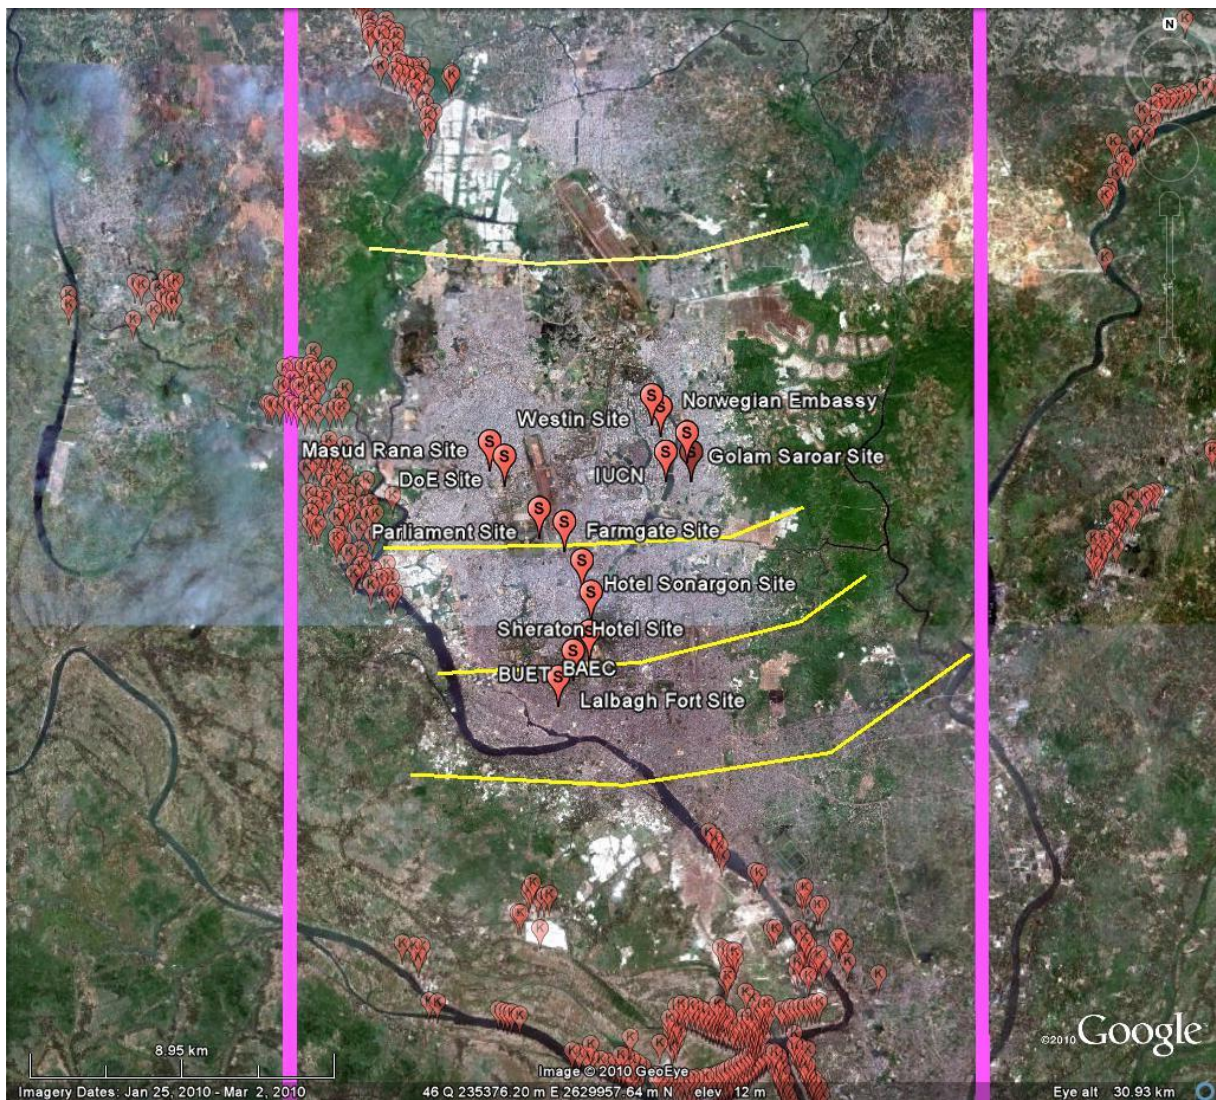 N
Norwegian Embassy
Westin Site
Masud Rana Site
Golam Saroar Site
DoE Site
IUCN
Parliament Site
Farmgate Site
Hotel Sonargon Site
Sheraton Hotel Site
BUET
BAEC
Lalbagh Fort Site
8.95 km
©2010 Google
Image © 2010 GeoEye
Imagery Dates: Jan 25, 2010 - Mar 2, 2010
46 Q 235376.20 m E 2629957.64 m N elev 12 m
Eye alt 30.93 km